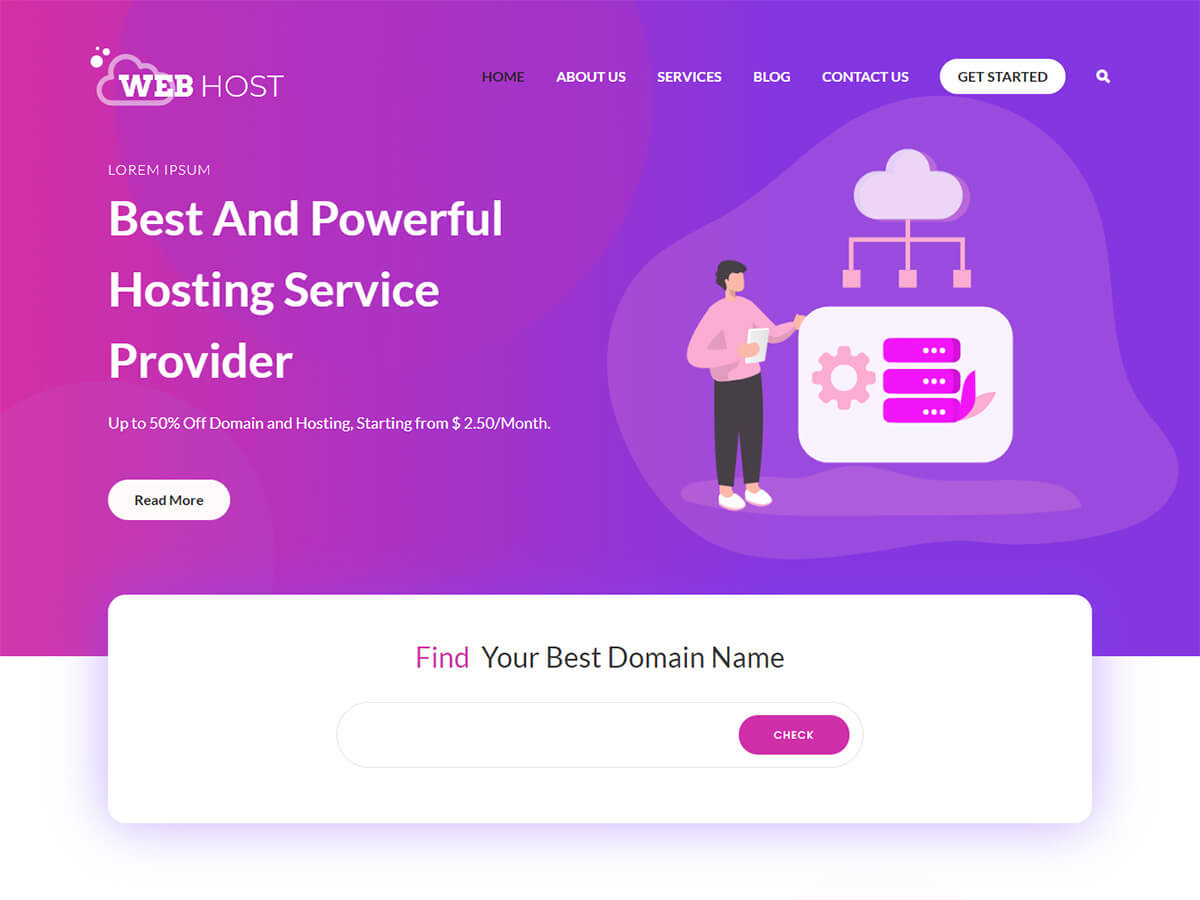 WEB HOST
HOME ABOUT US SERVICES BLOG CONTACT US GET STARTED
LOREM IPSUM
Best And Powerful
Hosting Service
Provider
Up to 50% Off Domain and Hosting, Starting from $ 2.50/Month.
Read More
Find Your Best Domain Name
CHECK